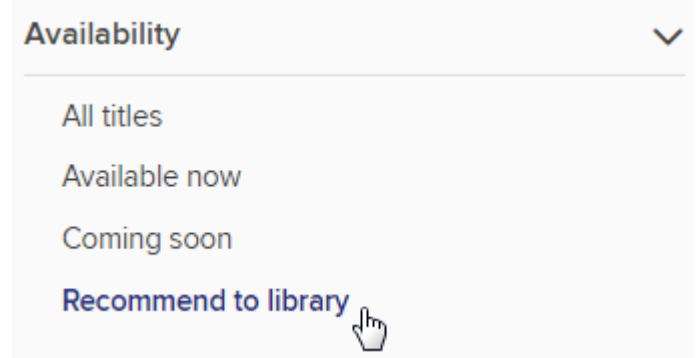 Availability
All titles
Available now
Coming soon
Recommend to library